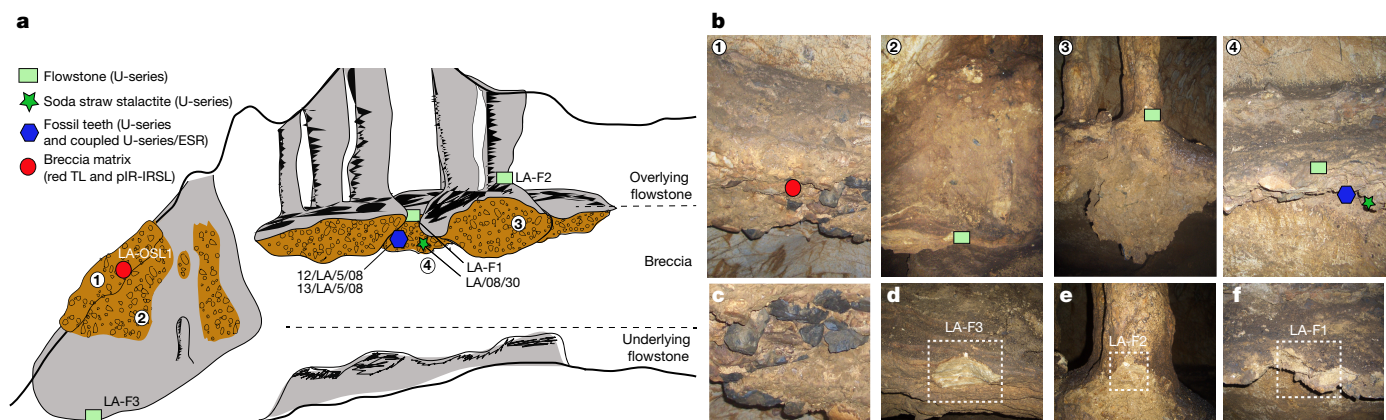 a
Flowstone (U-series)
Soda straw stalactite (U-series)
Fossil teeth (U-series
and coupled U-series/ESR)
Breccia matrix
(red TL and pIR-IRSL)
LA-OSL1
1
2
LA-F3
LA-F2
3
4
12/LA/5/08
13/LA/5/08
LA-F1
LA/08/30
Overlying
flowstone
Breccia
Underlying
flowstone
b
1
2
3
4
c
d
LA-F3
e
LA-F2
f
LA-F1